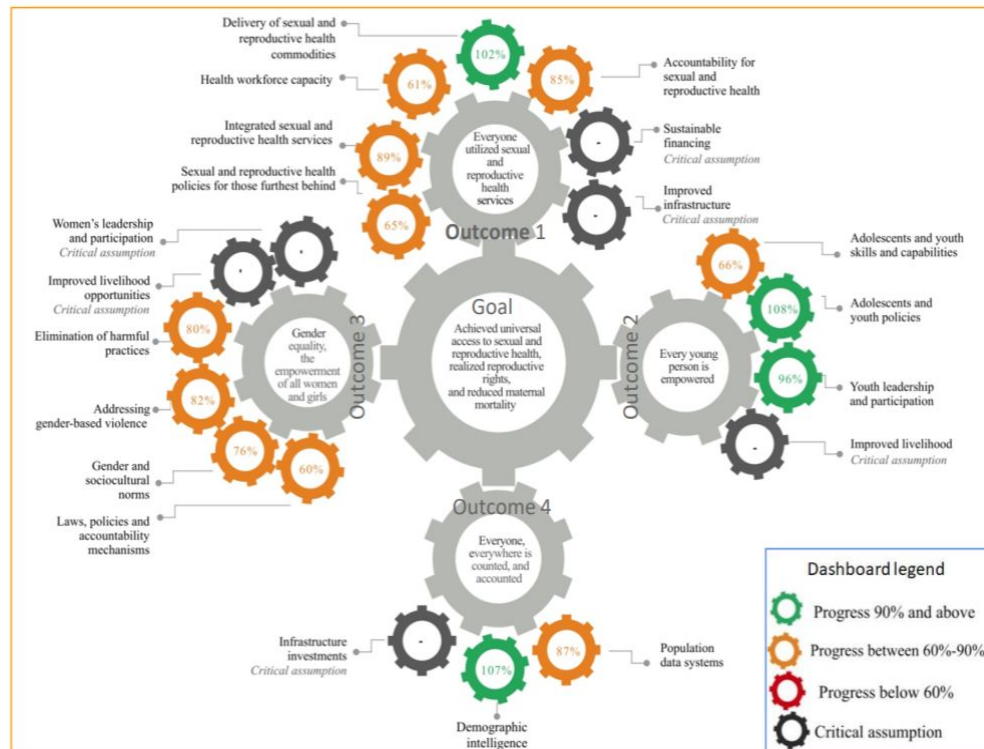 Delivery of sexual and
reproductive health
commodities
102%
Health workforce capacity
61%
85%
Accountability for
sexual and
reproductive health
Integrated sexual and
reproductive health services
89%
Sexual and reproductive health
policies for those furthest behind
65%
Everyone
utilized sexual
and
reproductive
health
services
Outcome 1
-
Sustainable
financing
Critical assumption
-
Improved
infrastructure
Critical assumption
Women's leadership
and participation
Critical assumption
-
Improved livelihood
opportunities
Critical assumption
-
Elimination of harmful
practices
80%
Addressing
gender-based violence
82%
Gender and
sociocultural
norms
76%
Laws, policies and
accountability
mechanisms
60%
Gender
equality,
the
empowerment
of all women
and girls
Outcome 3
Goal
Achieved universal
access to sexual and
reproductive health,
realized reproductive
rights,
and reduced maternal
mortality
Outcome 2
Every young
person is
empowered
66%
Adolescents and youth
skills and capabilities
108%
Adolescents and
youth policies
96%
Youth leadership
and participation
-
Improved livelihood
Critical assumption
Outcome 4
Everyone,
everywhere is
counted, and
accounted
Infrastructure
investments
Critical assumption
-
107%
Demographic
intelligence
87%
Population
data systems
Dashboard legend
Progress 90% and above
Progress between 60%-90%
Progress below 60%
Critical assumption